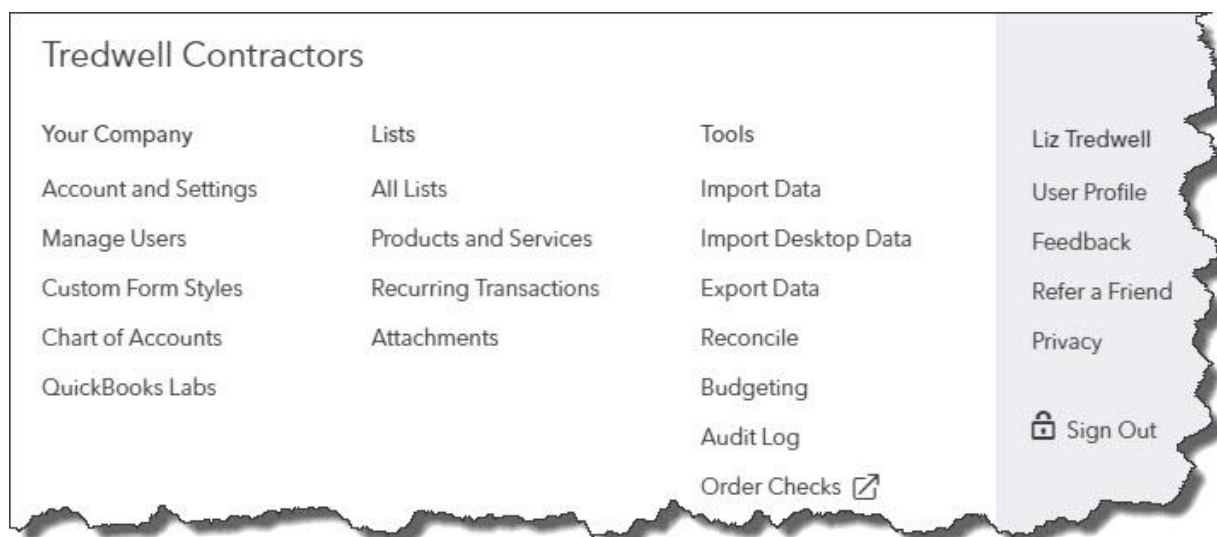 Tredwell Contractors
Your Company
Account and Settings
Manage Users
Custom Form Styles
Chart of Accounts
QuickBooks Labs
Lists
All Lists
Products and Services
Recurring Transactions
Attachments
Tools
Import Data
Import Desktop Data
Export Data
Reconcile
Budgeting
Audit Log
Order Checks
Liz Tredwell
User Profile
Feedback
Refer a Friend
Privacy
Sign Out